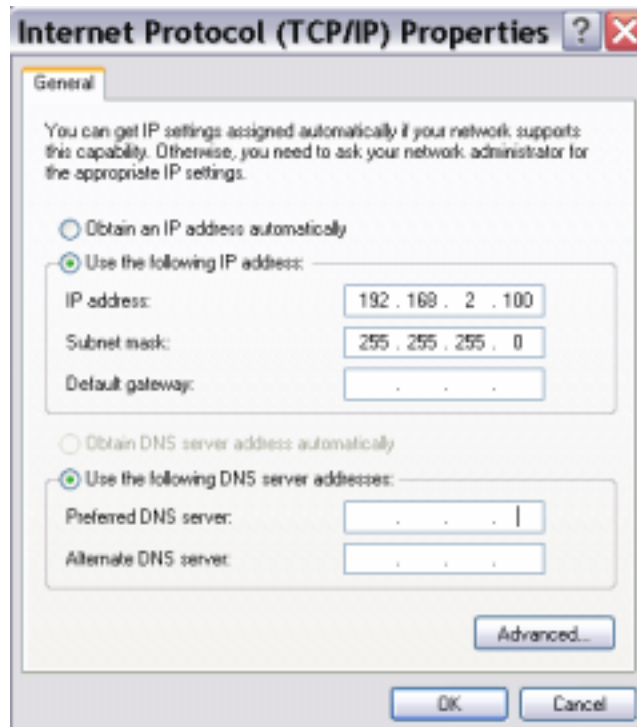 Internet Protocol (TCP/IP) Properties
General
You can get IP settings assigned automatically if your network supports
this capability. Otherwise, you need to ask your network administrator for
the appropriate IP settings.
Obtain an IP address automatically
Use the following IP address:
IP address: 192 . 168 . 2 . 100
Subnet mask: 255 . 255 . 255 . 0
Default gateway: . . .
Obtain DNS server address automatically
Use the following DNS server addresses:
Preferred DNS server: . . .
Alternate DNS server: . . .
Advanced...
OK Cancel